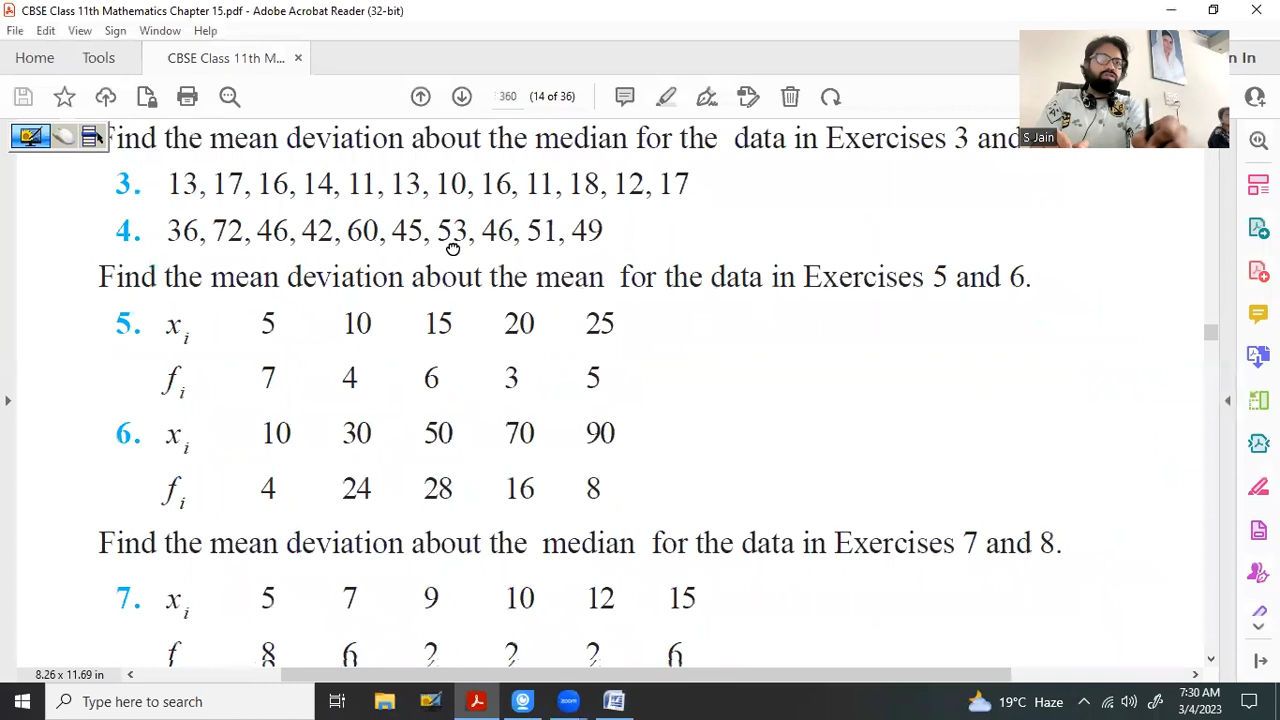 CBSE Class 11th Mathematics Chapter 15.pdf - Adobe Acrobat Reader (32-bit)
File Edit View Sign Window Help
Home Tools CBSE Class 11th M... × In In
360 (14 of 36)
S Jain
Find the mean deviation about the median for the data in Exercises 3 and
3. 13, 17, 16, 14, 11, 13, 10, 16, 11, 18, 12, 17
4. 36, 72, 46, 42, 60, 45, 53, 46, 51, 49
Find the mean deviation about the mean for the data in Exercises 5 and 6.
5. xi 5 10 15 20 25
fi 7 4 6 3 5
6. xi 10 30 50 70 90
fi 4 24 28 16 8
Find the mean deviation about the median for the data in Exercises 7 and 8.
7. xi 5 7 9 10 12 15
f 8 6 2 2 2 6
8.26 x 11.69 in
Type here to search
19°C Haze
7:30 AM
3/4/2023